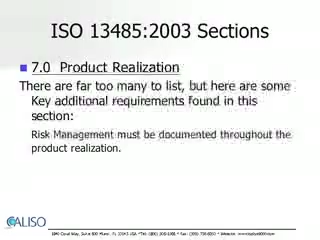 ISO 13485:2003 Sections
7.0 Product Realization
There are far too many to list, but here are some
Key additional requirements found in this
section:
Risk Management must be documented throughout the
product realization.
CALISO